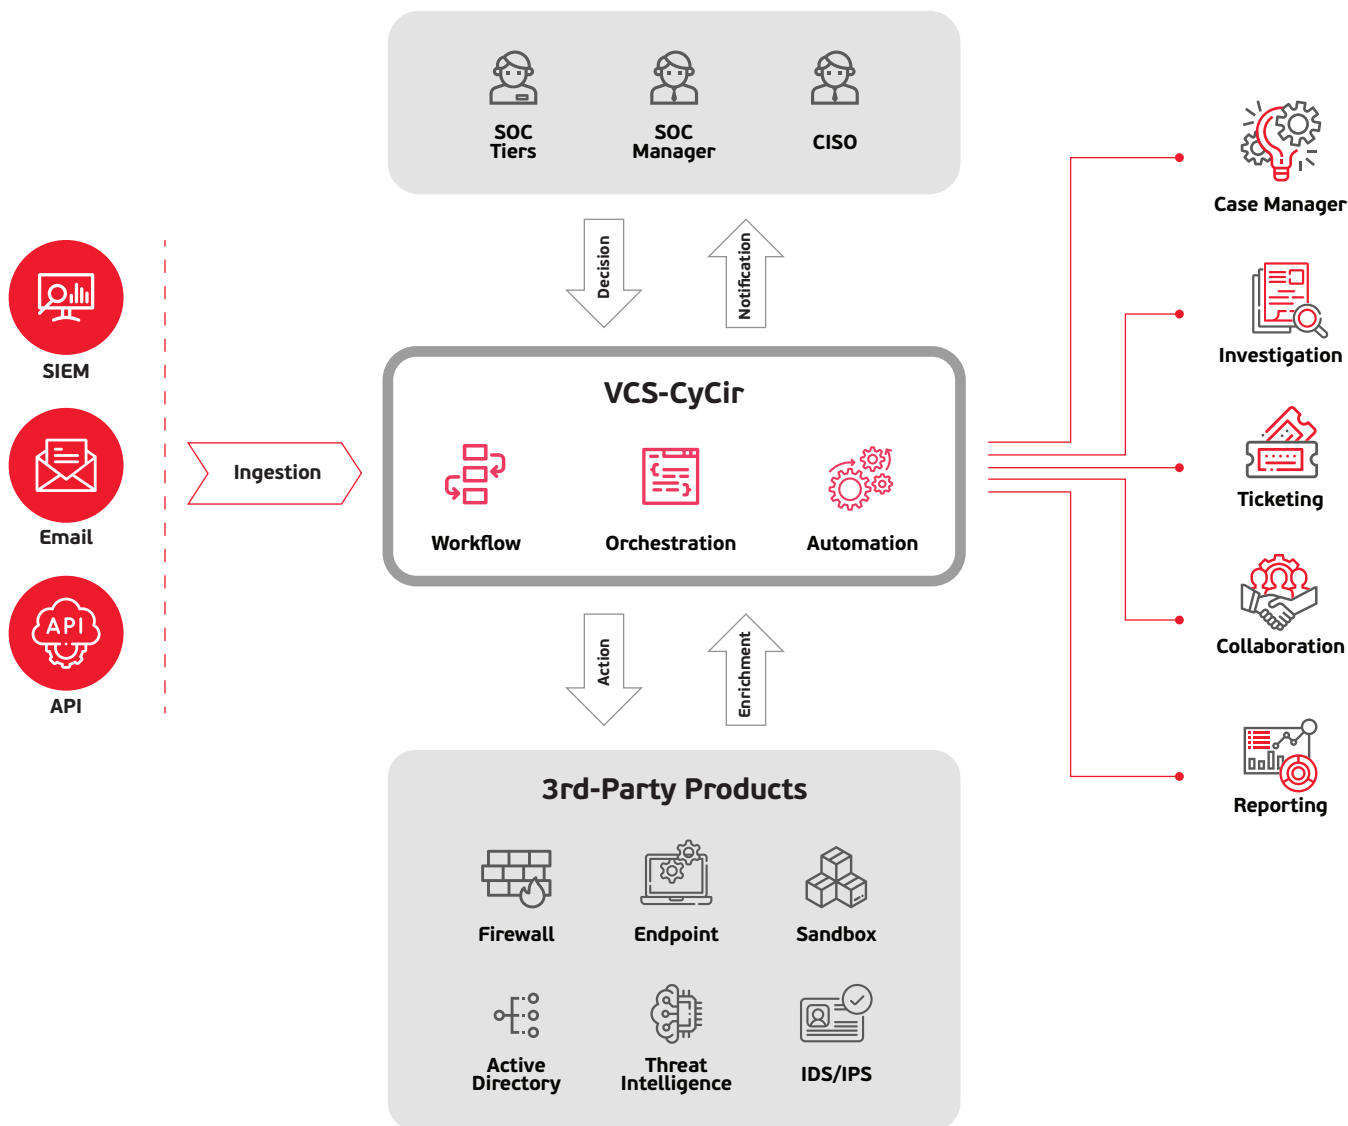 SOC
Tiers
SOC
Manager
CISO
Decision
Notification
SIEM
Email
API
API
Ingestion
VCS-CyCir
Workflow
Orchestration
Automation
Action
Enrichment
3rd-Party Products
Firewall
Endpoint
Sandbox
Active
Directory
Threat
Intelligence
IDS/IPS
Case Manager
Investigation
Ticketing
Collaboration
Reporting